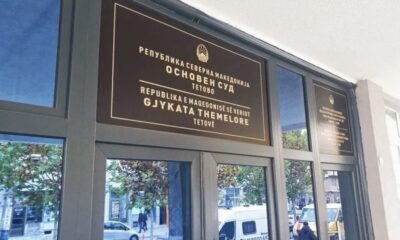 РЕПУБЛИКА СЕВЕРНА МАКЕДОНИЈА
ОСНОВЕН СУД
ТЕТОВО
REPUBLIKA E MAQEDONISË SË VERIUT
GJYKATA THEMELORE
TETOVË